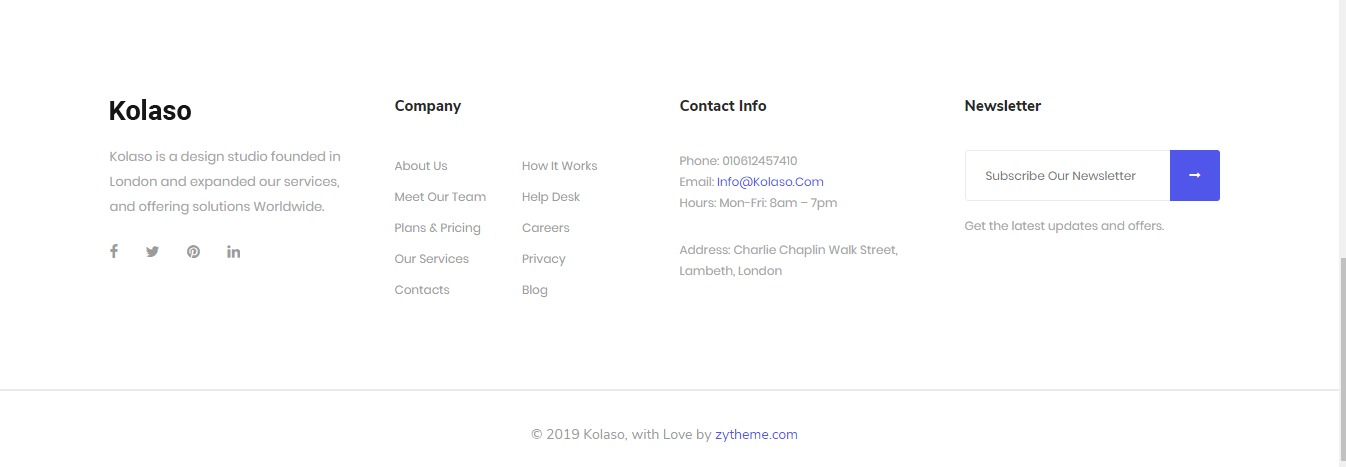 Kolaso
Kolaso is a design studio founded in
London and expanded our services,
and offering solutions Worldwide.
Company
About Us
Meet Our Team
Plans & Pricing
Our Services
Contacts
How It Works
Help Desk
Careers
Privacy
Blog
Contact Info
Phone: 010612457410
Email: Info@Kolaso.Com
Hours: Mon-Fri: 8am – 7pm
Address: Charlie Chaplin Walk Street,
Lambeth, London
Newsletter
Subscribe Our Newsletter
Get the latest updates and offers.
© 2019 Kolaso, with Love by zytheme.com